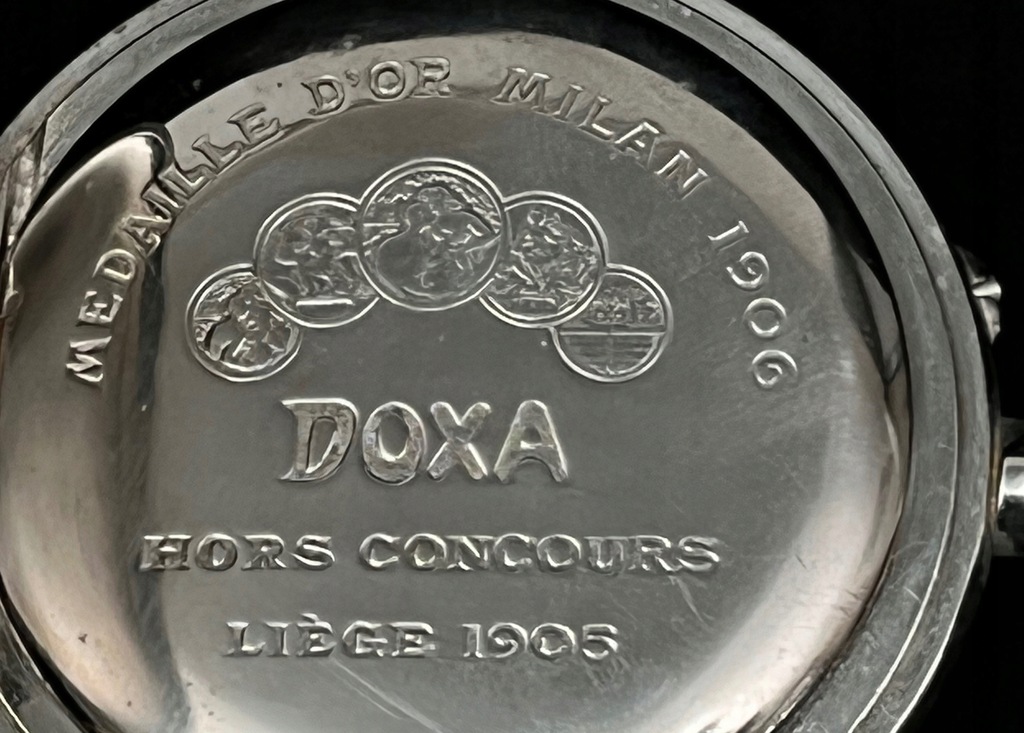 MEDAILLE D'OR MILAN 1906
DOXA
HORS CONCOURS
LIÈGE 1905